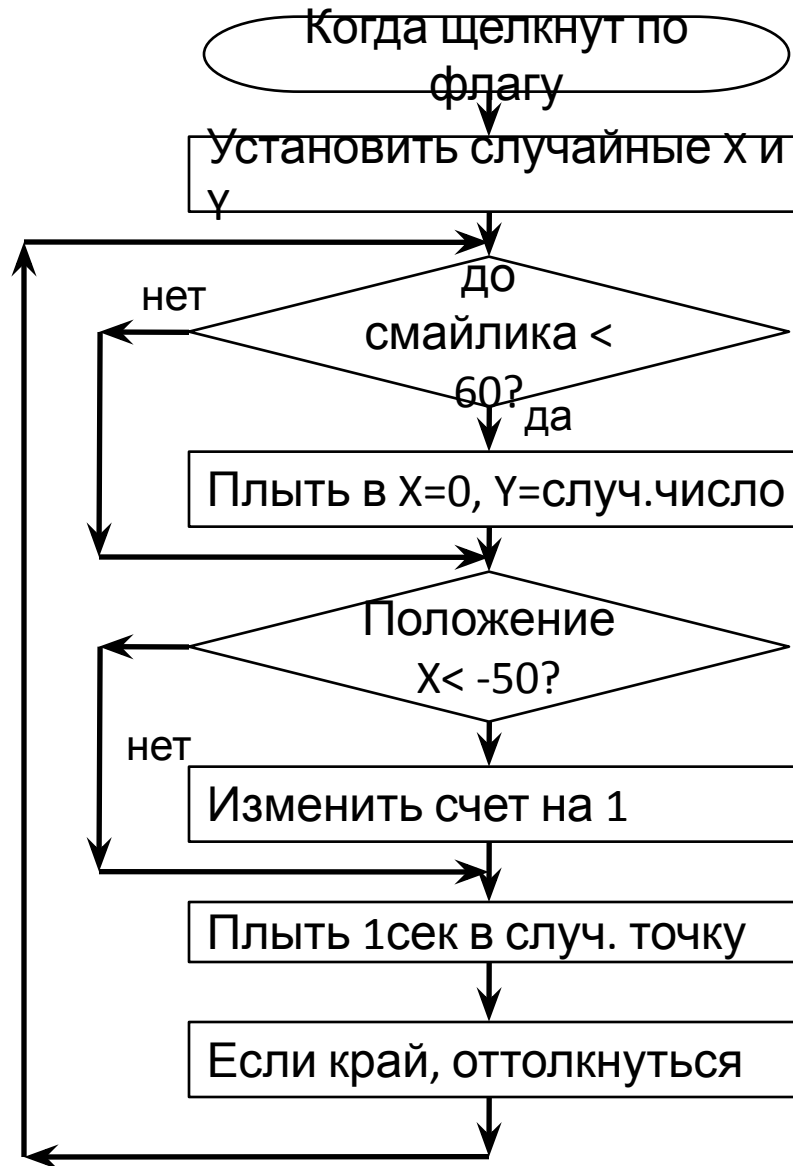 Когда щелкнут по
флагу
Установить случайные X и
Y
до
нет
смайлика <
60?
да
Плыть в X=0, Y=случ.число
Положение
X< -50?
нет
Изменить счет на 1
Плыть 1сек в случ. точку
Если край, оттолкнуться